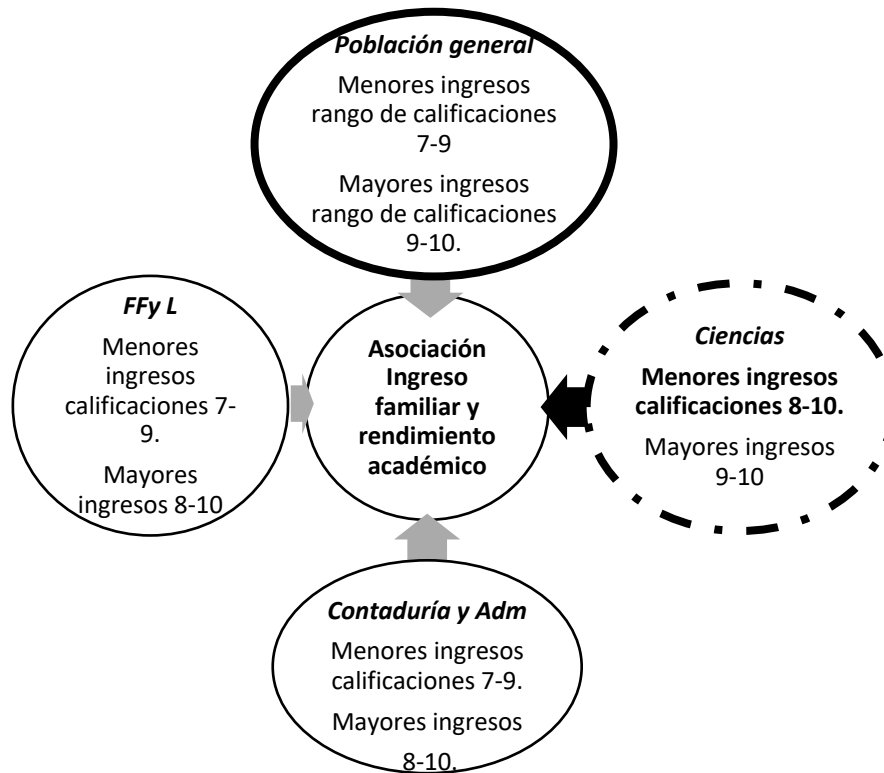 Población general
Menores ingresos
rango de calificaciones
7-9
Mayores ingresos
rango de calificaciones
9-10.
FFy L
Menores
ingresos
calificaciones 7-
9.
Mayores
ingresos 8-10
Asociación
Ingreso
familiar y
rendimiento
académico
Ciencias
Menores ingresos
calificaciones 8-10.
Mayores ingresos
9-10
Contaduría y Adm
Menores ingresos
calificaciones 7-9.
Mayores ingresos
8-10.